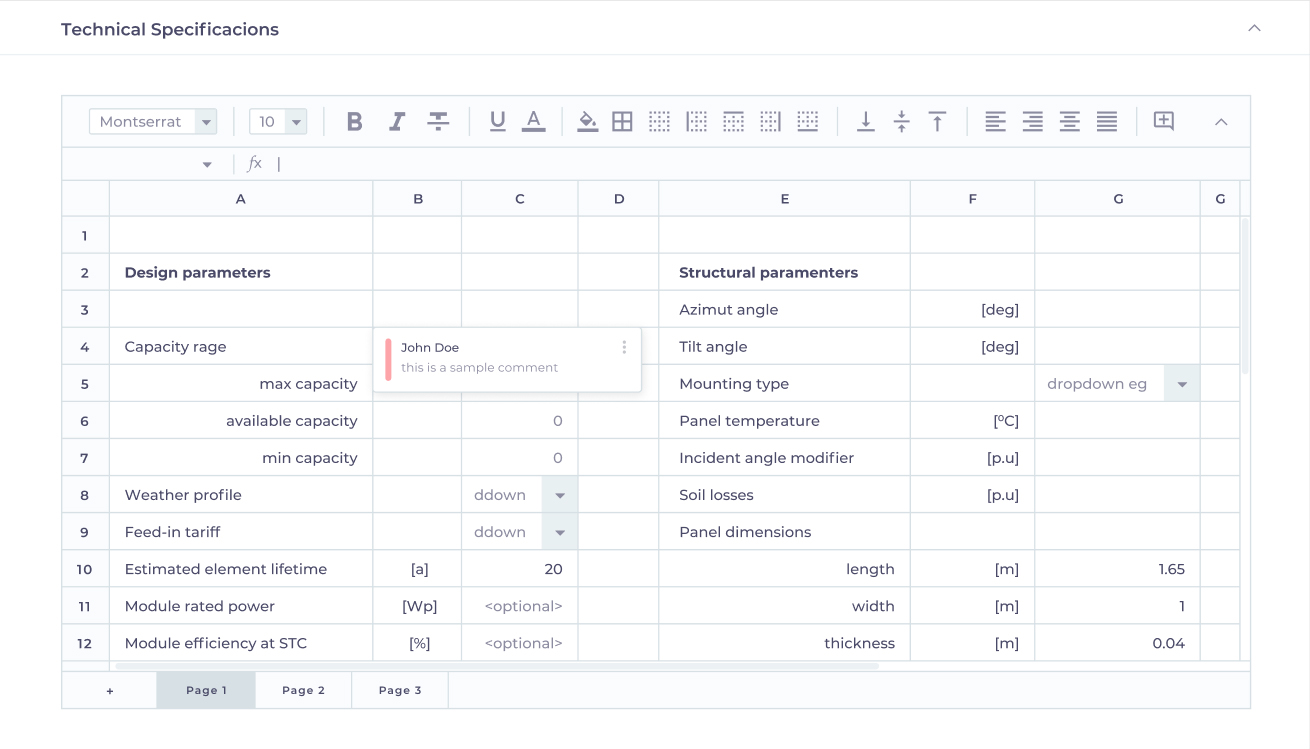 Technical Specificacions
Montserrat 10 B I T U A
fx |
A B C D E F G G
1
2 Design parameters Structural paramenters
3 Azimut angle [deg]
4 Capacity rage Tilt angle [deg]
John Doe
this is a sample comment
5 max capacity Mounting type dropdown eg
6 available capacity 0 Panel temperature [ºC]
7 min capacity 0 Incident angle modifier [p.u]
8 Weather profile ddown Soil losses [p.u]
9 Feed-in tariff ddown Panel dimensions
10 Estimated element lifetime [a] 20 length [m] 1.65
11 Module rated power [Wp] <optional> width [m] 1
12 Module efficiency at STC [%] <optional> thickness [m] 0.04
+ Page 1 Page 2 Page 3